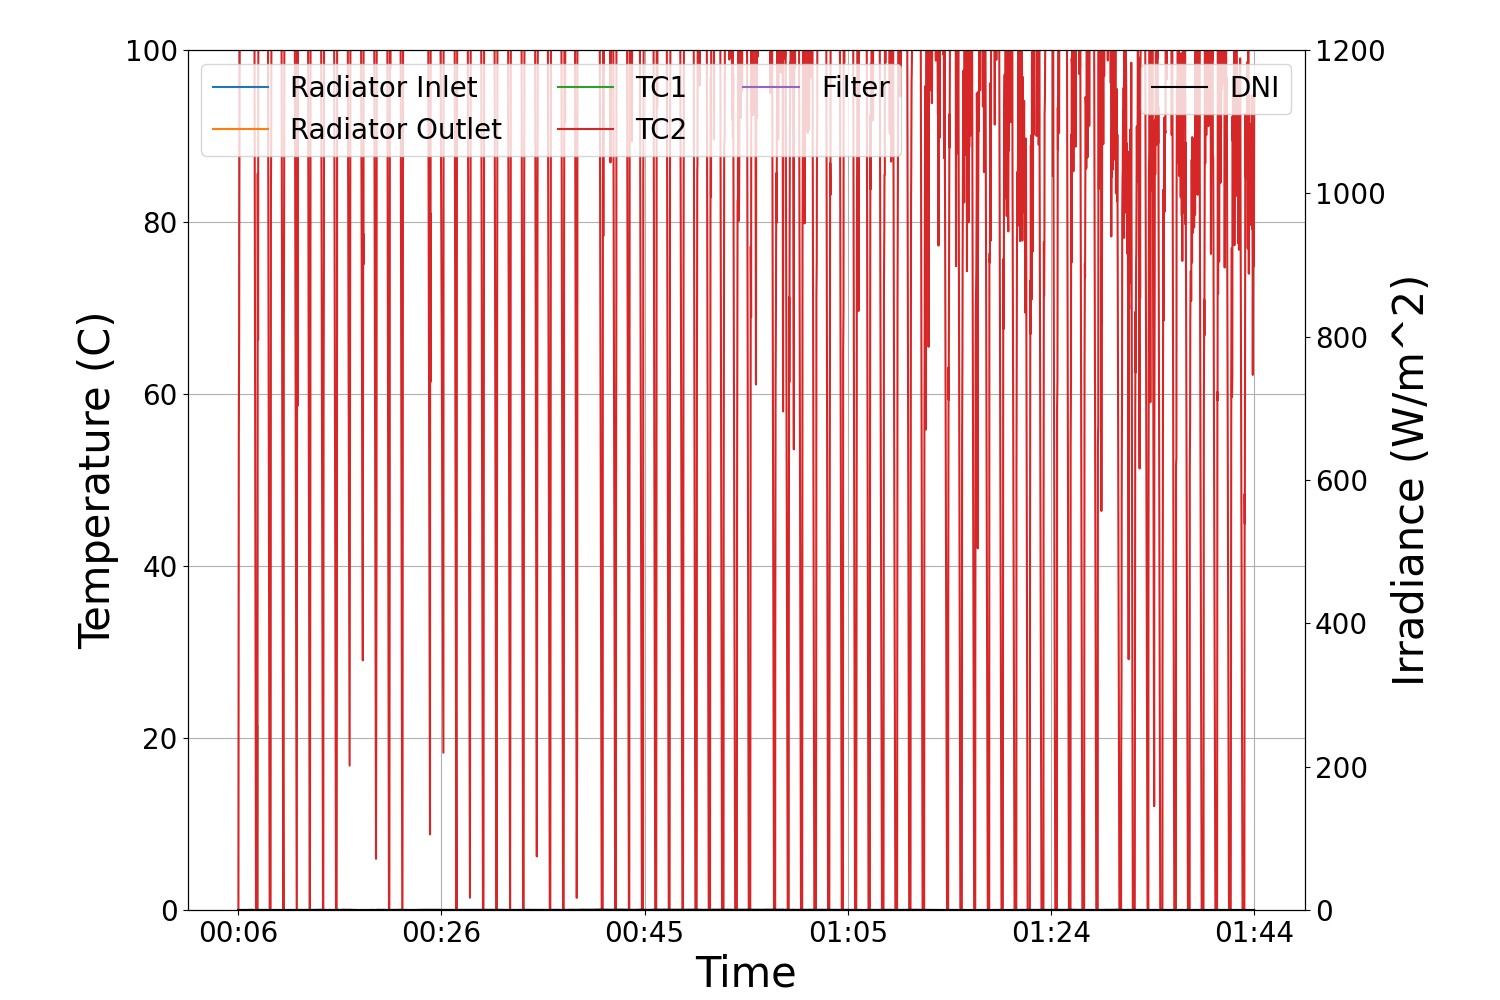 100
80
60
40
20
0
Temperature (C)
Radiator Inlet
Radiator Outlet
TC1
TC2
Filter
DNI
1200
1000
800
600
400
200
0
Irradiance (W/m^2)
00:06
00:26
00:45
01:05
01:24
01:44
Time